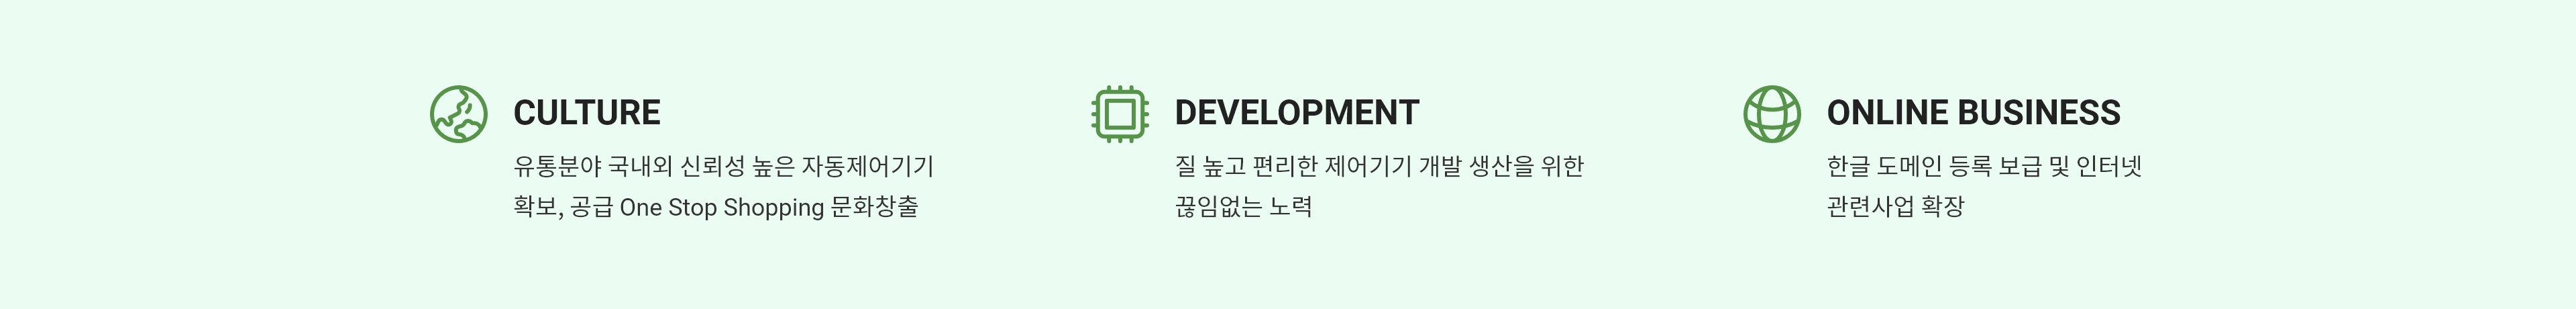 CULTURE
유통분야 국내외 신뢰성 높은 자동제어기기
확보, 공급 One Stop Shopping 문화창출
DEVELOPMENT
질 높고 편리한 제어기기 개발 생산을 위한
끊임없는 노력
ONLINE BUSINESS
한글 도메인 등록 보급 및 인터넷
관련사업 확장